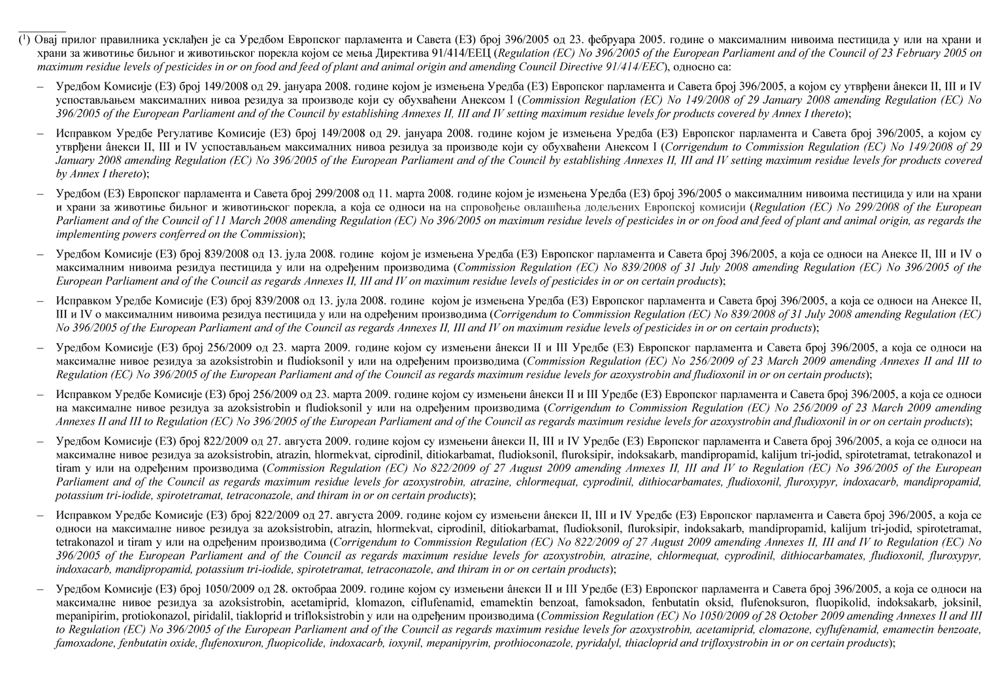 (¹) Овај прилог правилника усклађен је са Уредбом Европског парламента и Савета (ЕЗ) број 396/2005 од 23. фебруара 2005. године о максималним нивоима пестицида у или на храни и
храни за животиње биљног и животињског порекла којом се мења Директива 91/414/ЕЕЦ (Regulation (EC) No 396/2005 of the European Parliament and of the Council of 23 February 2005 on
maximum residue levels of pesticides in or on food and feed of plant and animal origin and amending Council Directive 91/414/EEC), односно са:
– Уредбом Комисије (ЕЗ) број 149/2008 од 29. јануара 2008. године којом је измењена Уредба (ЕЗ) Европског парламента и Савета број 396/2005, а којом су утврђени âнекси II, III и IV
успостављањем максималних нивоа резидуа за производе који су обухваћени Анексом I (Commission Regulation (EC) No 149/2008 of 29 January 2008 amending Regulation (EC) No
396/2005 of the European Parliament and of the Council by establishing Annexes II, III and IV setting maximum residue levels for products covered by Annex I thereto);
– Исправком Уредбе Регулативе Комисије (ЕЗ) број 149/2008 од 29. јануара 2008. године којом је измењена Уредба (ЕЗ) Европског парламента и Савета број 396/2005, а којом су
утврђени âнекси II, III и IV успостављањем максималних нивоа резидуа за производе који су обухваћени Анексом I (Corrigendum to Commission Regulation (EC) No 149/2008 of 29
January 2008 amending Regulation (EC) No 396/2005 of the European Parliament and of the Council by establishing Annexes II, III and IV setting maximum residue levels for products covered
by Annex I thereto);
– Уредбом (ЕЗ) Европског парламента и Савета број 299/2008 од 11. марта 2008. године којом је измењена Уредба (ЕЗ) број 396/2005 о максималним нивоима пестицида у или на храни
и храни за животиње биљног и животињског порекла, а која се односи на на спровођење овлашћења додељених Европској комисији (Regulation (EC) No 299/2008 of the European
Parliament and of the Council of 11 March 2008 amending Regulation (EC) No 396/2005 on maximum residue levels of pesticides in or on food and feed of plant and animal origin, as regards the
implementing powers conferred on the Commission);
– Уредбом Комисије (ЕЗ) број 839/2008 од 13. јула 2008. године којом је измењена Уредба (ЕЗ) Европског парламента и Савета број 396/2005, а која се односи на Анексе II, III и IV о
максималним нивоима резидуа пестицида у или на одређеним производима (Commission Regulation (EC) No 839/2008 of 31 July 2008 amending Regulation (EC) No 396/2005 of the
European Parliament and of the Council as regards Annexes II, III and IV on maximum residue levels of pesticides in or on certain products);
– Исправком Уредбе Комисије (ЕЗ) број 839/2008 од 13. јула 2008. године којом је измењена Уредба (ЕЗ) Европског парламента и Савета број 396/2005, а која се односи на Анексе II,
III и IV о максималним нивоима резидуа пестицида у или на одређеним производима (Corrigendum to Commission Regulation (EC) No 839/2008 of 31 July 2008 amending Regulation (EC)
No 396/2005 of the European Parliament and of the Council as regards Annexes II, III and IV on maximum residue levels of pesticides in or on certain products);
– Уредбом Комисије (ЕЗ) број 256/2009 од 23. марта 2009. године којом су измењени âнекси II и III Уредбе (ЕЗ) Европског парламента и Савета број 396/2005, а која се односи на
максималне нивое резидуа за azoksistrobin и fludioksonil у или на одређеним производима (Commission Regulation (EC) No 256/2009 of 23 March 2009 amending Annexes II and III to
Regulation (EC) No 396/2005 of the European Parliament and of the Council as regards maximum residue levels for azoxystrobin and fludioxonil in or on certain products);
– Исправком Уредбе Комисије (ЕЗ) број 256/2009 од 23. марта 2009. године којом су измењени âнекси II и III Уредбе (ЕЗ) Европског парламента и Савета број 396/2005, а која се односи
на максималне нивое резидуа за azoksistrobin и fludioksonil у или на одређеним производима (Corrigendum to Commission Regulation (EC) No 256/2009 of 23 March 2009 amending
Annexes II and III to Regulation (EC) No 396/2005 of the European Parliament and of the Council as regards maximum residue levels for azoxystrobin and fludioxonil in or on certain products);
– Уредбом Комисије (ЕЗ) број 822/2009 од 27. августа 2009. године којом су измењени âнекси II, III и IV Уредбе (ЕЗ) Европског парламента и Савета број 396/2005, а која се односи на
максималне нивое резидуа за azoksistrobin, atrazin, hlormekvat, ciprodinil, ditiokarbamat, fludioksonil, fluroksipir, indoksakarb, mandipropamid, kalijum tri-jodid, spirotetramat, tetrakonazol и
tiram у или на одређеним производима (Commission Regulation (EC) No 822/2009 of 27 August 2009 amending Annexes II, III and IV to Regulation (EC) No 396/2005 of the European
Parliament and of the Council as regards maximum residue levels for azoxystrobin, atrazine, chlormequat, cyprodinil, dithiocarbamates, fludioxonil, fluroxypyr, indoxacarb, mandipropamid,
potassium tri-iodide, spirotetramat, tetraconazole, and thiram in or on certain products);
– Исправком Уредбе Комисије (ЕЗ) број 822/2009 од 27. августа 2009. године којом су измењени âнекси II, III и IV Уредбе (ЕЗ) Европског парламента и Савета број 396/2005, а која се
односи на максималне нивое резидуа за azoksistrobin, atrazin, hlormekvat, ciprodinil, ditiokarbamat, fludioksonil, fluroksipir, indoksakarb, mandipropamid, kalijum tri-jodid, spirotetramat,
tetrakonazol и tiram у или на одређеним производима (Corrigendum to Commission Regulation (EC) No 822/2009 of 27 August 2009 amending Annexes II, III and IV to Regulation (EC) No
396/2005 of the European Parliament and of the Council as regards maximum residue levels for azoxystrobin, atrazine, chlormequat, cyprodinil, dithiocarbamates, fludioxonil, fluroxypyr,
indoxacarb, mandipropamid, potassium tri-iodide, spirotetramat, tetraconazole, and thiram in or on certain products);
– Уредбом Комисије (ЕЗ) број 1050/2009 од 28. октобраа 2009. године којом су измењени âнекси II и III Уредбе (ЕЗ) Европског парламента и Савета број 396/2005, а која се односи на
максималне нивое резидуа за azoksistrobin, acetamiprid, klomazon, ciflufenamid, emamektin benzoat, famoksadon, fenbutatin oksid, flufenoksuron, fluopikolid, indoksakarb, joksinil,
mepanipirim, protiokonazol, piridalil, tiakloprid и trifloksistrobin у или на одређеним производима (Commission Regulation (EC) No 1050/2009 of 28 October 2009 amending Annexes II and III
to Regulation (EC) No 396/2005 of the European Parliament and of the Council as regards maximum residue levels for azoxystrobin, acetamiprid, clomazone, cyflufenamid, emamectin benzoate,
famoxadone, fenbutatin oxide, flufenoxuron, fluopicolide, indoxacarb, ioxynil, mepanipyrim, prothioconazole, pyridalyl, thiacloprid and trifloxystrobin in or on certain products);